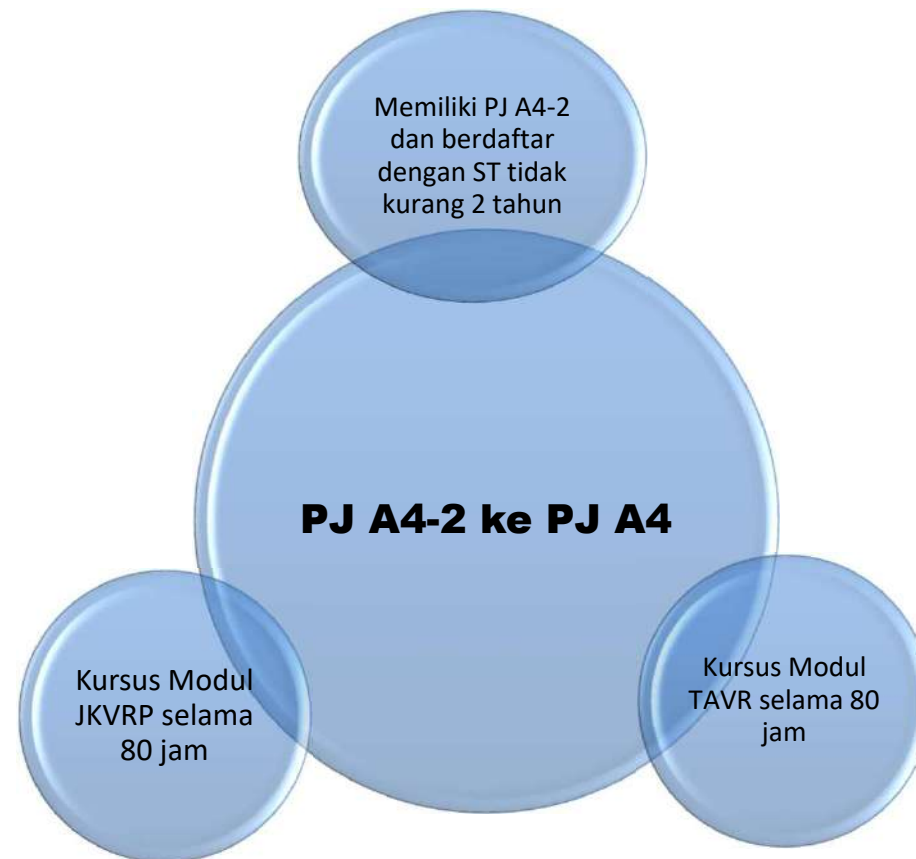 Memiliki PJ A4-2
dan berdaftar
dengan ST tidak
kurang 2 tahun
PJ A4-2 ke PJ A4
Kursus Modul
JKVRP selama
80 jam
Kursus Modul
TAVR selama 80
jam